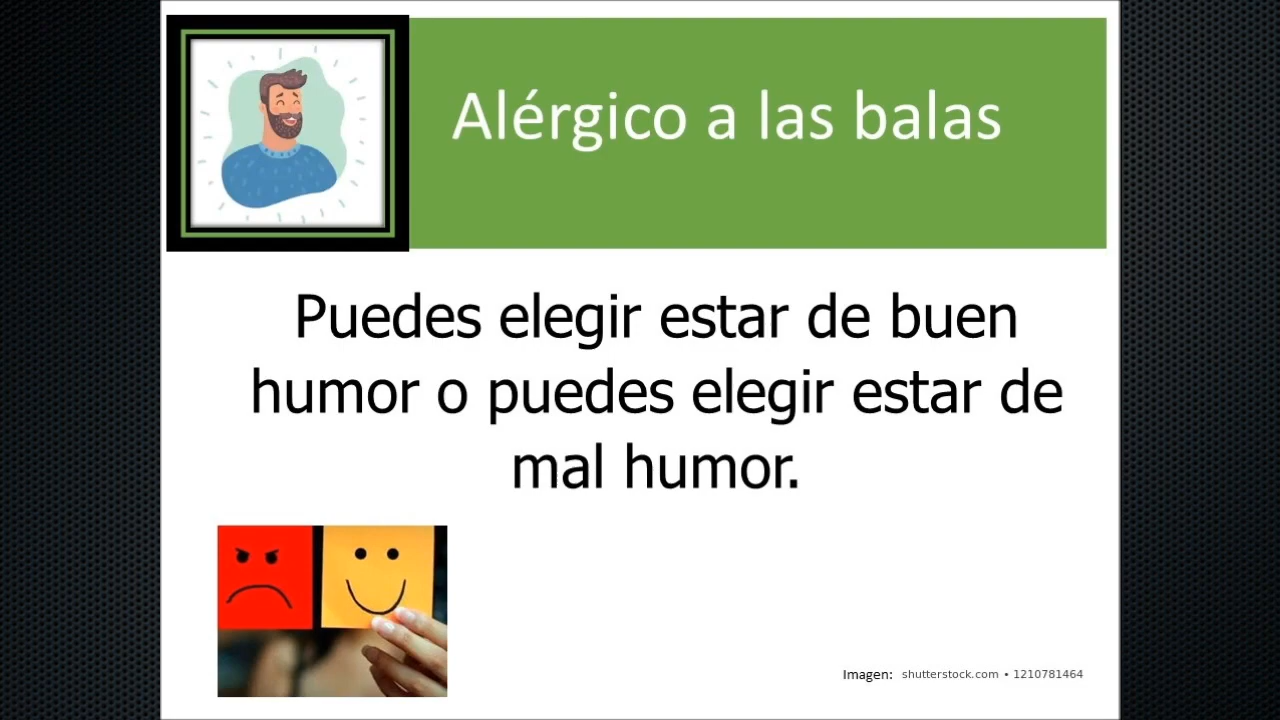 Alérgico a las balas
Puedes elegir estar de buen
humor o puedes elegir estar de
mal humor.
Imagen: shutterstock.com • 1210781464